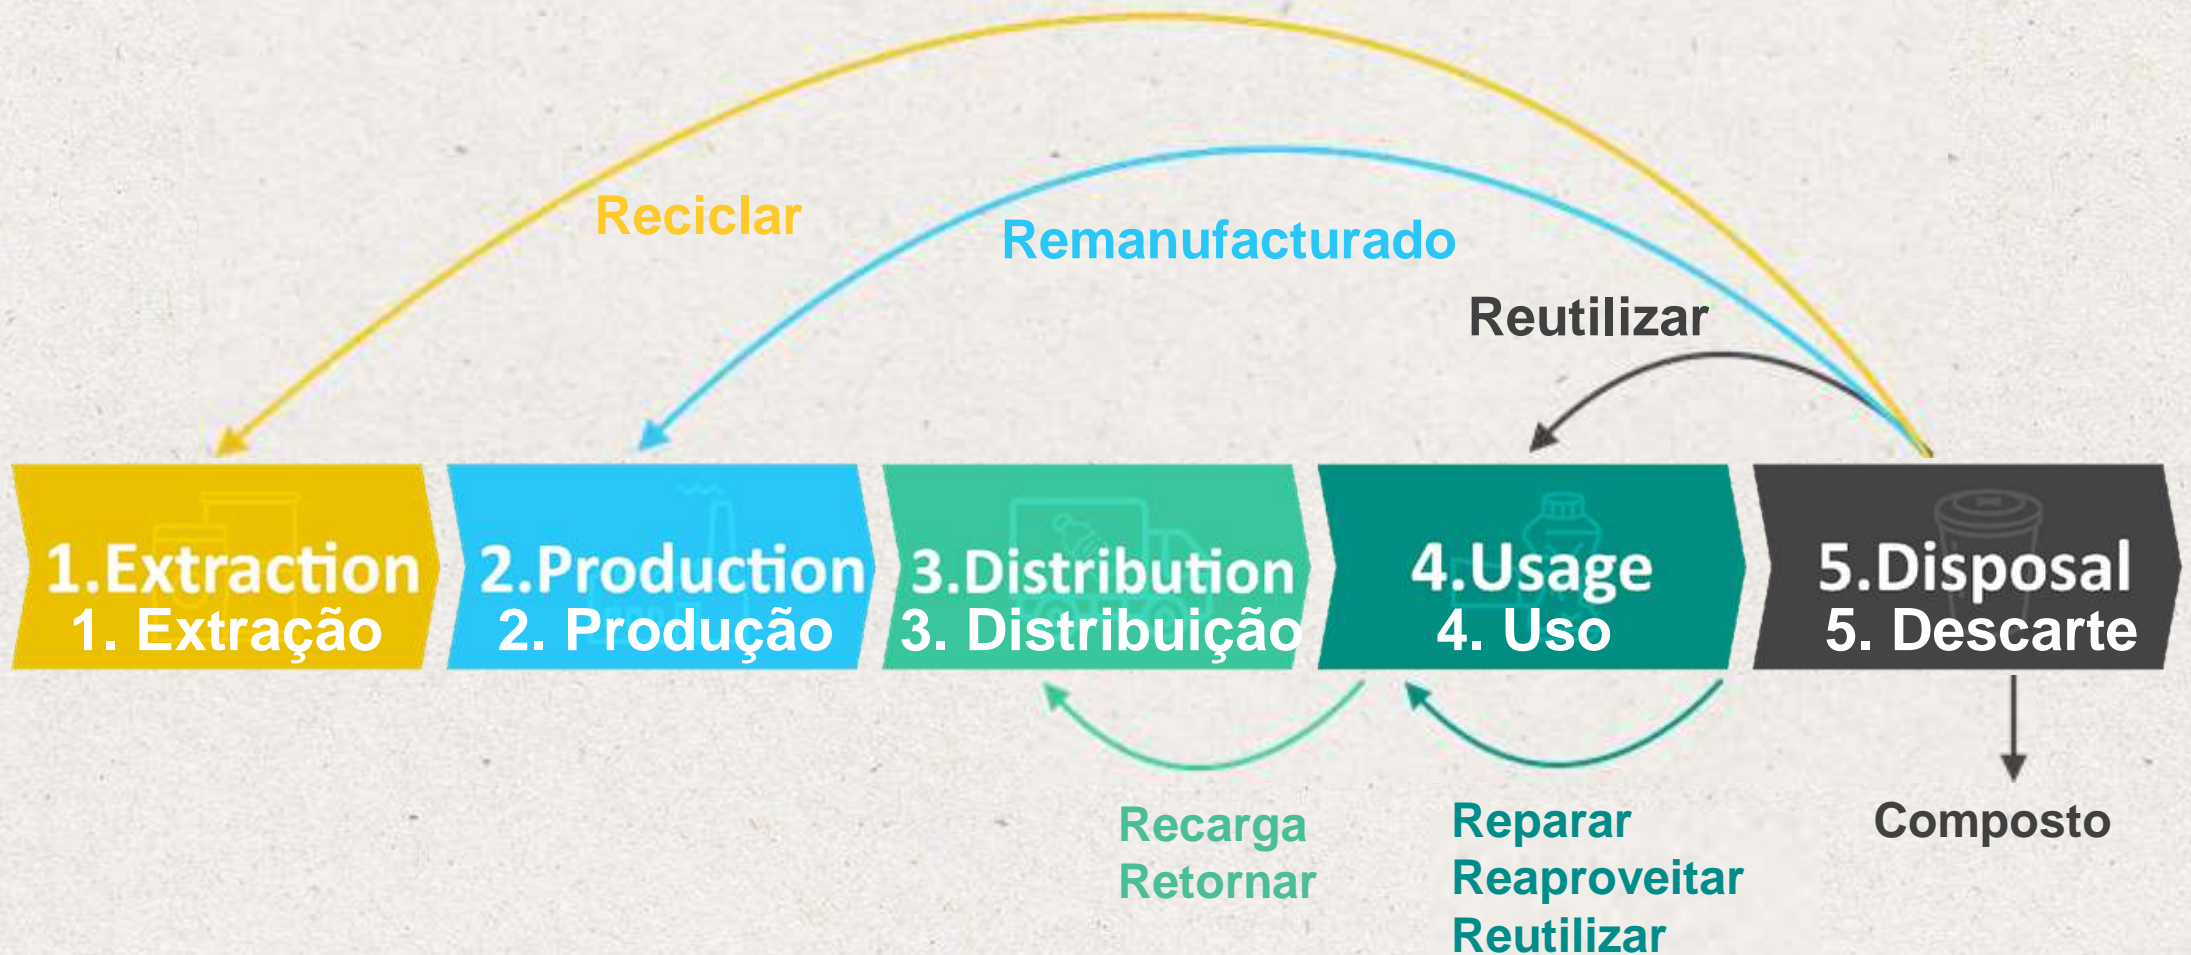 Reciclar
Remanufacturado
Reutilizar
1.Extraction
1. Extração
2.Production
2. Produção
3.Distribution
3. Distribuição
4.Usage
4. Uso
5.Disposal
5. Descarte
Recarga
Retornar
Reparar
Reaproveitar
Reutilizar
Composto